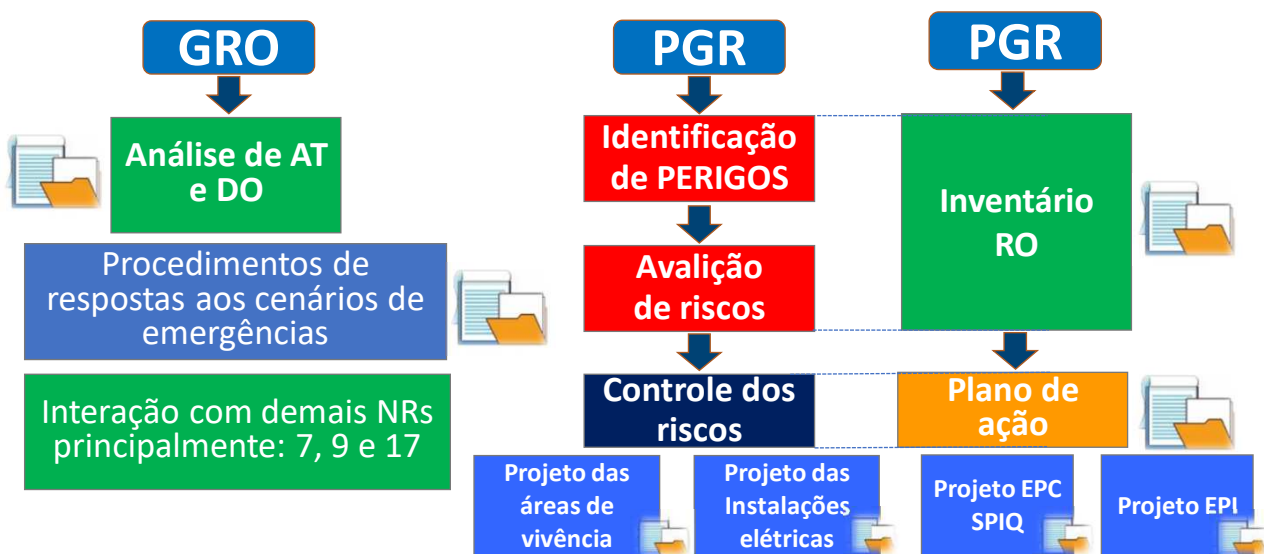 GRO
Análise de AT
e DO
Procedimentos de
respostas aos cenários de
emergências
Interação com demais NRs
principalmente: 7, 9 e 17
PGR
Identificação
de PERIGOS
Avalição
de riscos
Controle dos
riscos
PGR
Inventário
RO
Plano de
ação
Projeto das
áreas de
vivência
Projeto das
Instalações
elétricas
Projeto EPC
SPIQ
Projeto EPI